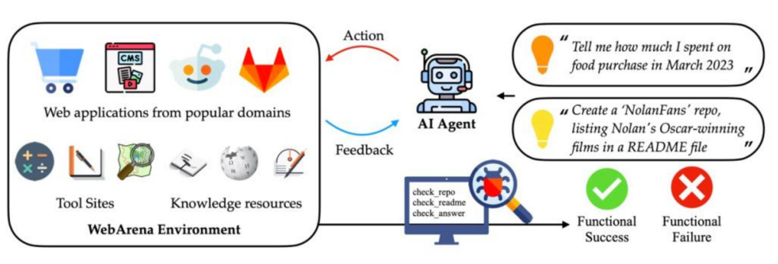 CMS
Web applications from popular domains
Tool Sites
Knowledge resources
WebArena Environment
Action
Feedback
AI Agent
“ Tell me how much I spent on
food purchase in March 2023 ”
“ Create a ‘NolanFans’ repo,
listing Nolan's Oscar-winning
films in a README file ”
check_repo
check_readme
check_answer
Functional
Success
Functional
Failure